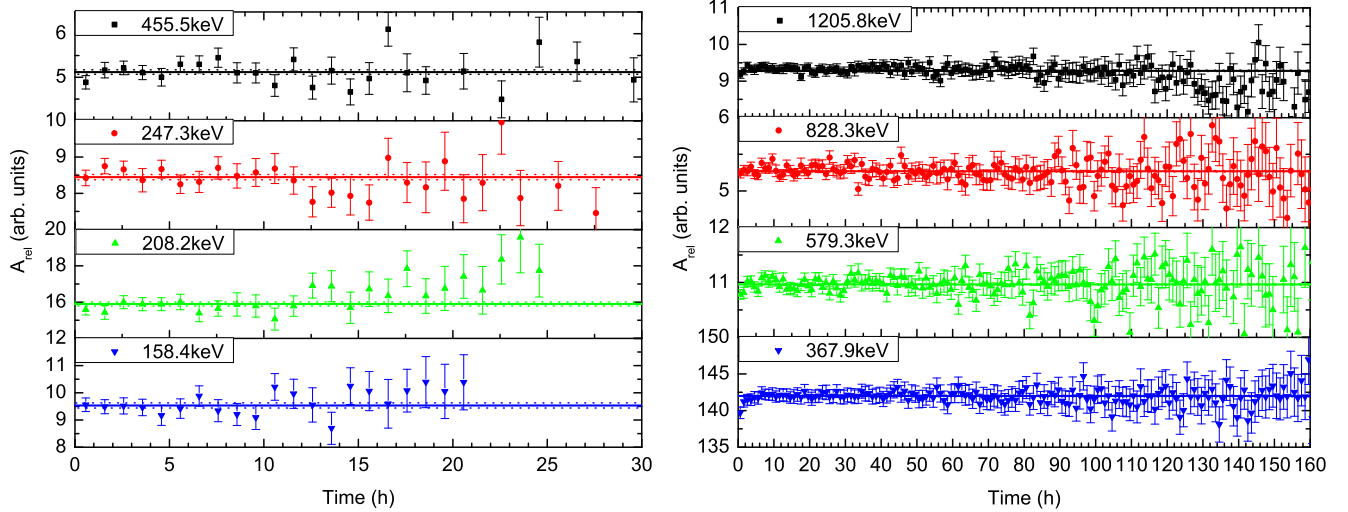 455.5keV
6
5
10
247.3keV
9
8
20
208.2keV
18
16
12
158.4keV
11
10
9
8
0 5 10 15 20 25 30
Time (h)
A_rel (arb. units)
11
1205.8keV
10
9
6
828.3keV
5
12
579.3keV
11
150
367.9keV
145
140
135
0 10 20 30 40 50 60 70 80 90 100 110 120 130 140 150 160
Time (h)
A_rel (arb. units)